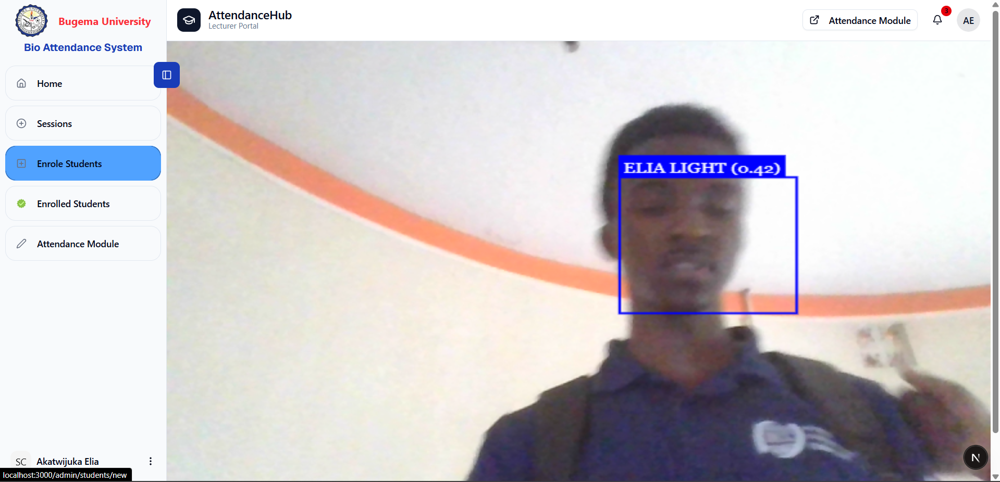 Bugema University
Bio Attendance System
Home
Sessions
Enrole Students
Enrolled Students
Attendance Module
SC
Akatwijuka Elia
localhost:3000/admin/students/new
AttendanceHub
Lecturer Portal
Attendance Module
3
AE
ELIA LIGHT (0.42)
N